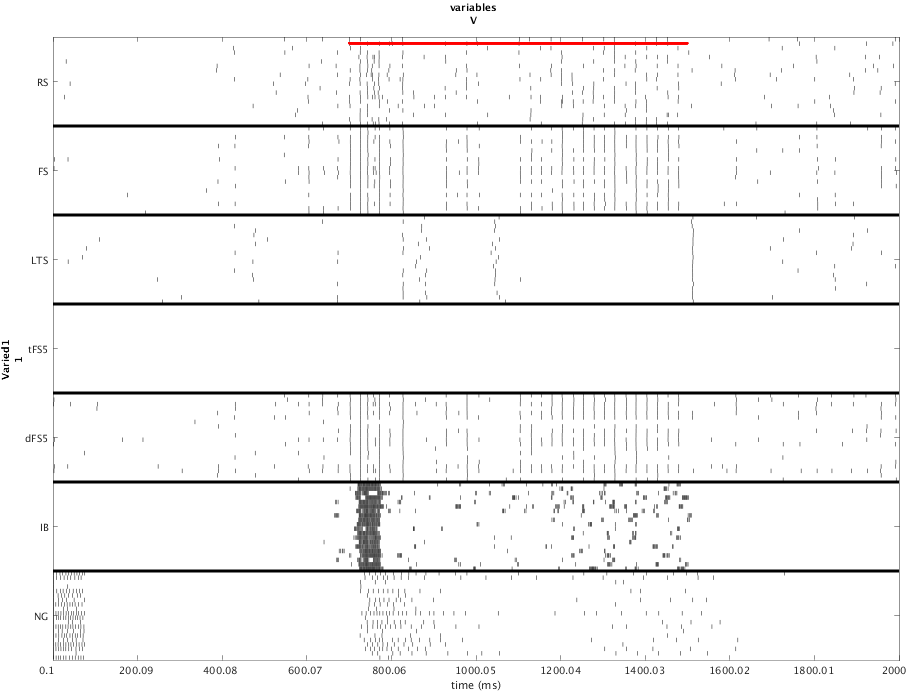 variables
V
RS
FS
LTS
tFS5
dFS5
IB
NG
Varied1
1
0.1 200.09 400.08 600.07 800.06 1000.05 1200.04 1400.03 1600.02 1800.01 2000
time (ms)